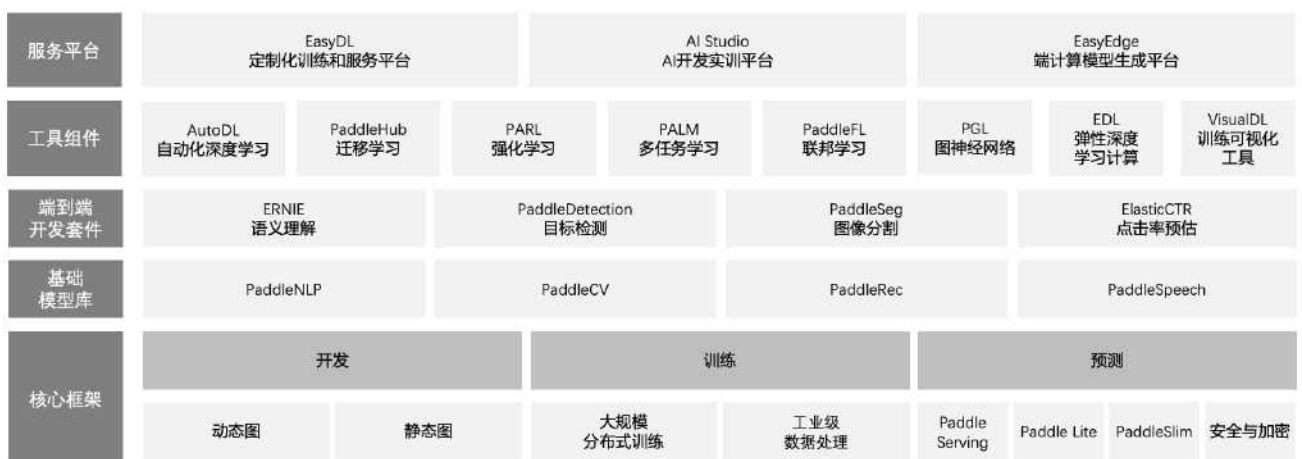 服务平台
EasyDL
定制化训练和服务平台
AI Studio
AI开发实训平台
EasyEdge
端计算模型生成平台
工具组件
AutoDL
自动化深度学习
PaddleHub
迁移学习
PARL
强化学习
PALM
多任务学习
PaddleFL
联邦学习
PGL
图神经网络
EDL
弹性深度
学习计算
VisualDL
训练可视化
工具
端到端
开发套件
ERNIE
语义理解
PaddleDetection
目标检测
PaddleSeg
图像分割
ElasticCTR
点击率预估
基础
模型库
PaddleNLP
PaddleCV
PaddleRec
PaddleSpeech
核心框架
开发
训练
预测
动态图
静态图
大规模
分布式训练
工业级
数据处理
Paddle
Serving
Paddle Lite
PaddleSlim
安全与加密